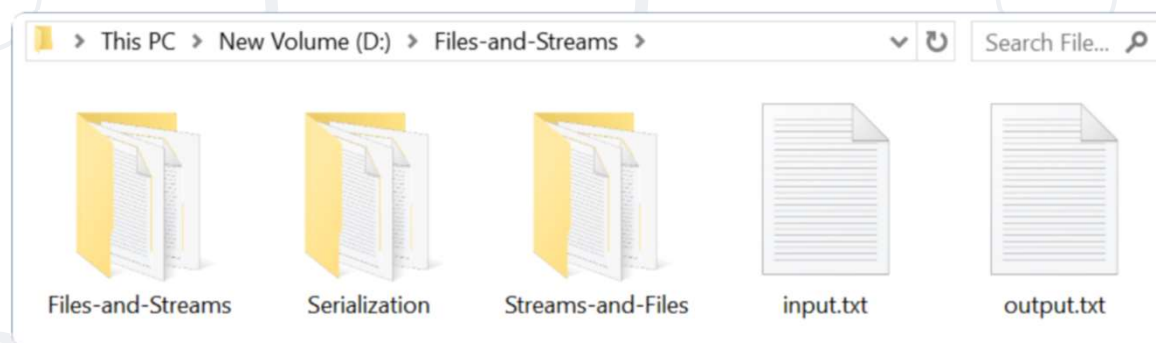 > This PC > New Volume (D:) > Files-and-Streams >
Search File...
Files-and-Streams
Serialization
Streams-and-Files
input.txt
output.txt